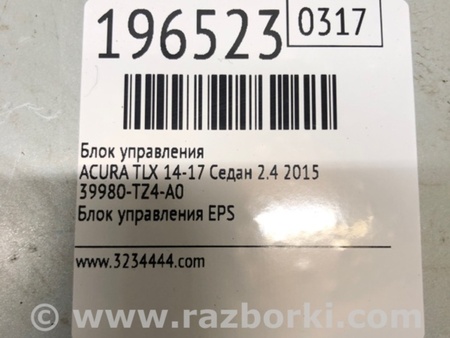 196523
0317
Блок управления
ACURA TLX 14-17 Седан 2.4 2015
39980-TZ4-A0
Блок управления EPS
www.3234444.com
www.razborki.com